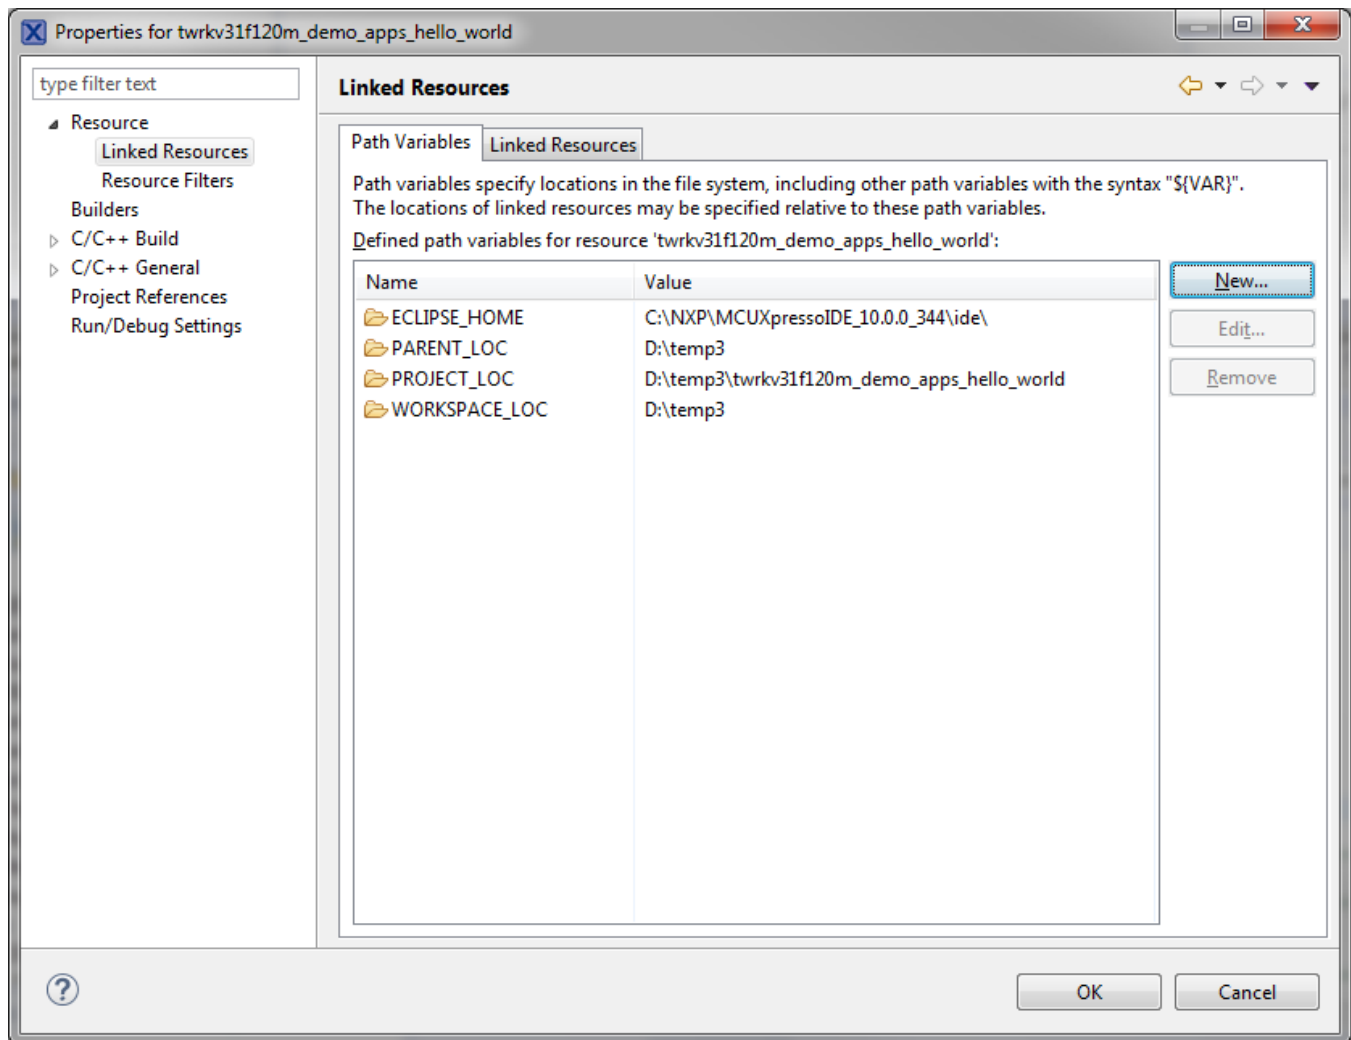 Properties for twrkv31f120m_demo_apps_hello_world
type filter text
Resource
Linked Resources
Resource Filters
Builders
C/C++ Build
C/C++ General
Project References
Run/Debug Settings
Linked Resources
Path Variables
Linked Resources
Path variables specify locations in the file system, including other path variables with the syntax "${VAR}".
The locations of linked resources may be specified relative to these path variables.
Defined path variables for resource 'twrkv31f120m_demo_apps_hello_world':
Name Value
ECLIPSE_HOME C:\NXP\MCUXpressoIDE_10.0.0_344\ide\
PARENT_LOC D:\temp3
PROJECT_LOC D:\temp3\twrkv31f120m_demo_apps_hello_world
WORKSPACE_LOC D:\temp3
New...
Edit...
Remove
?
OK
Cancel